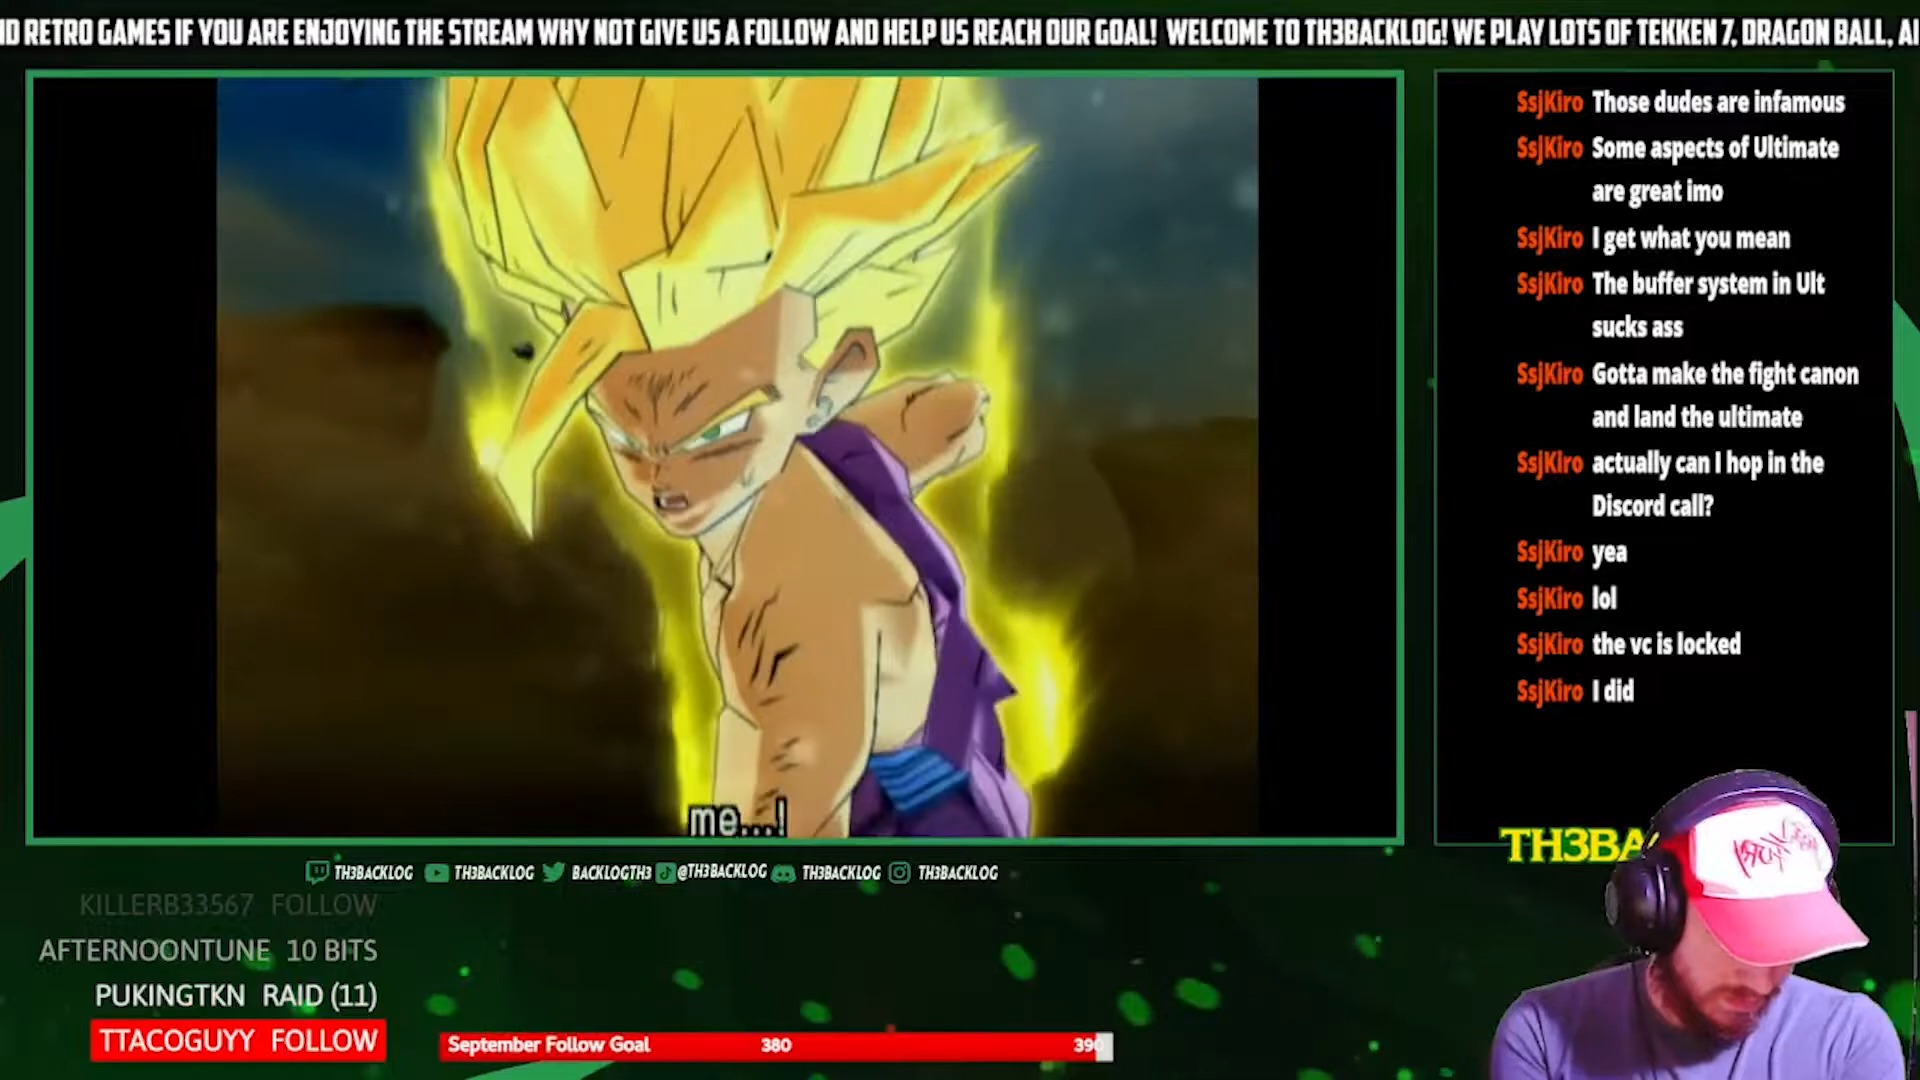 ID RETRO GAMES IF YOU ARE ENJOYING THE STREAM WHY NOT GIVE US A FOLLOW AND HELP US REACH OUR GOAL! WELCOME TO TH3BACKLOG! WE PLAY LOTS OF TEKKEN 7, DRAGON BALL, AI
SsjKiro Those dudes are infamous
SsjKiro Some aspects of Ultimate
are great imo
SsjKiro I get what you mean
SsjKiro The buffer system in Ult
sucks ass
SsjKiro Gotta make the fight canon
and land the ultimate
SsjKiro actually can I hop in the
Discord call?
SsjKiro yea
SsjKiro lol
SsjKiro the vc is locked
SsjKiro I did
me...!
TH3BA
TH3BACKLOG TH3BACKLOG BACKLOGTH3 @TH3BACKLOG TH3BACKLOG TH3BACKLOG
KILLERB33567 FOLLOW
AFTERNOONTUNE 10 BITS
PUKINGTKN RAID (11)
TTACOGUYY FOLLOW
September Follow Goal 380 390